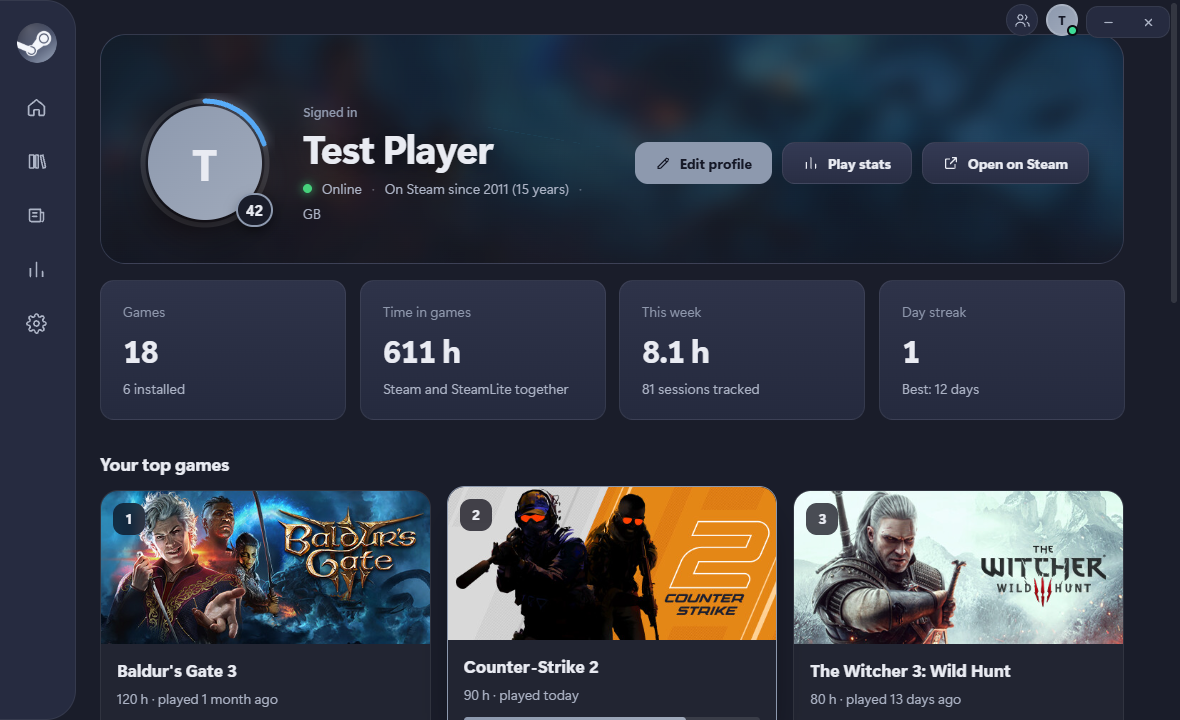 T
Signed in
Test Player
T
42
Online · On Steam since 2011 (15 years) ·
GB
Edit profile
Play stats
Open on Steam
Games
18
6 installed
Time in games
611 h
Steam and SteamLite together
This week
8.1 h
81 sessions tracked
Day streak
1
Best: 12 days
Your top games
1
BALDUR'S
GATE
III
Baldur's Gate 3
120 h · played 1 month ago
2
2
COUNTER
STRIKE
Counter-Strike 2
90 h · played today
3
THE
WITCHER
WILD HUNT
The Witcher 3: Wild Hunt
80 h · played 13 days ago